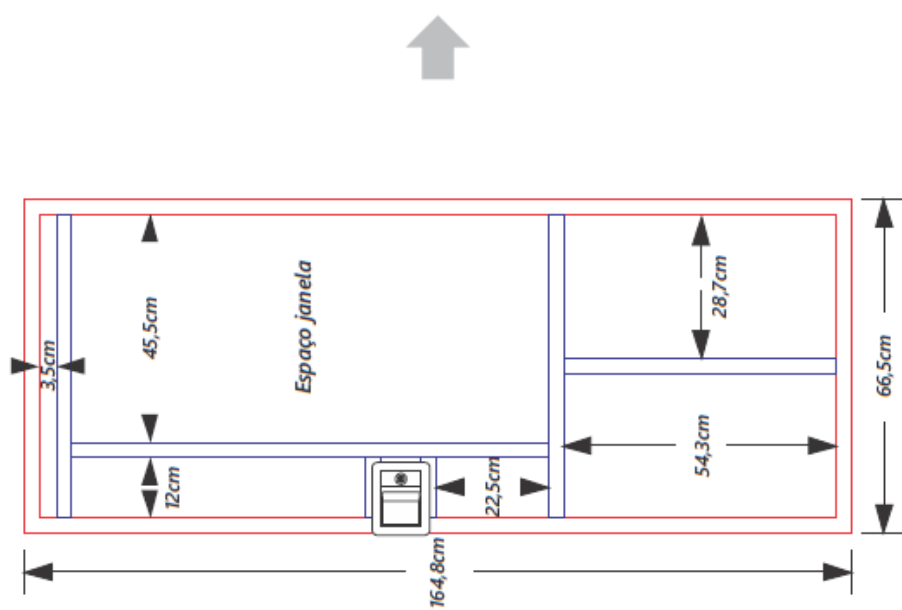 45,5cm
Espaço janela
28,7cm
3,5cm
66,5cm
54,3cm
12cm
22,5cm
164,8cm